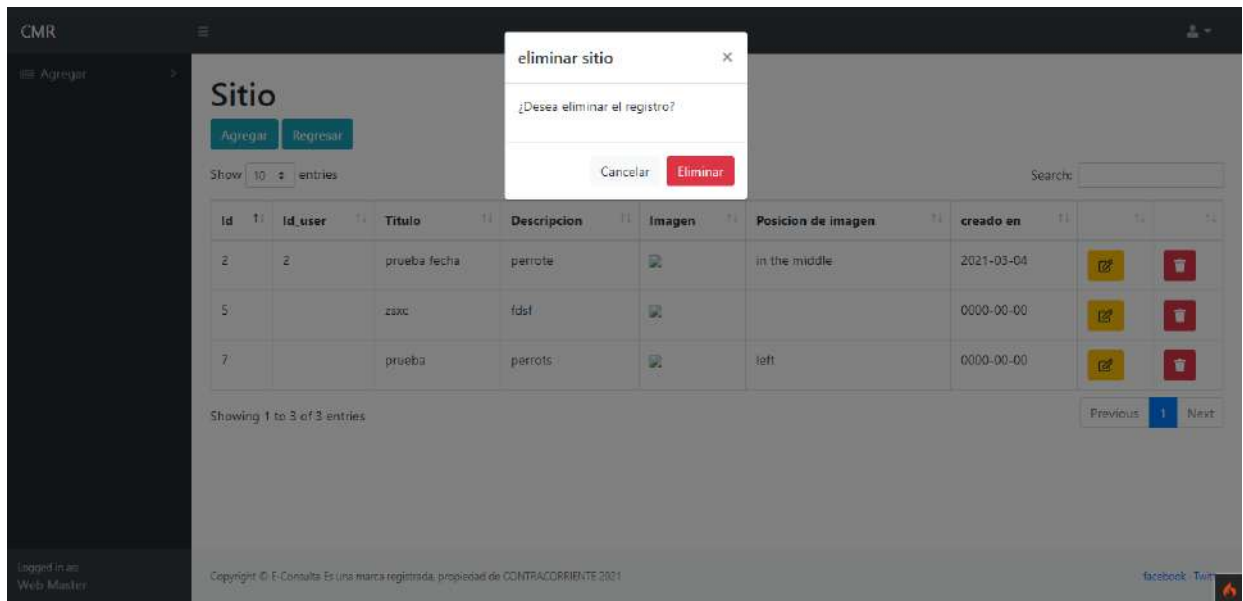 CMR
Agregar
eliminar sitio ×
¿Desea eliminar el registro?
Cancelar Eliminar
Sitio
Agregar Regresar
Show 10 entries Search:
Id Id_user Titulo Descripcion Imagen Posicion de imagen creado en
2 2 prueba fecha perrote in the middle 2021-03-04
5 zsxc fdsf 0000-00-00
7 prueba perrots left 0000-00-00
Showing 1 to 3 of 3 entries Previous 1 Next
Logged in as:
Web Master
Copyright © E-Consulta Es una marca registrada, propiedad de CONTRACORRIENTE 2021 facebook